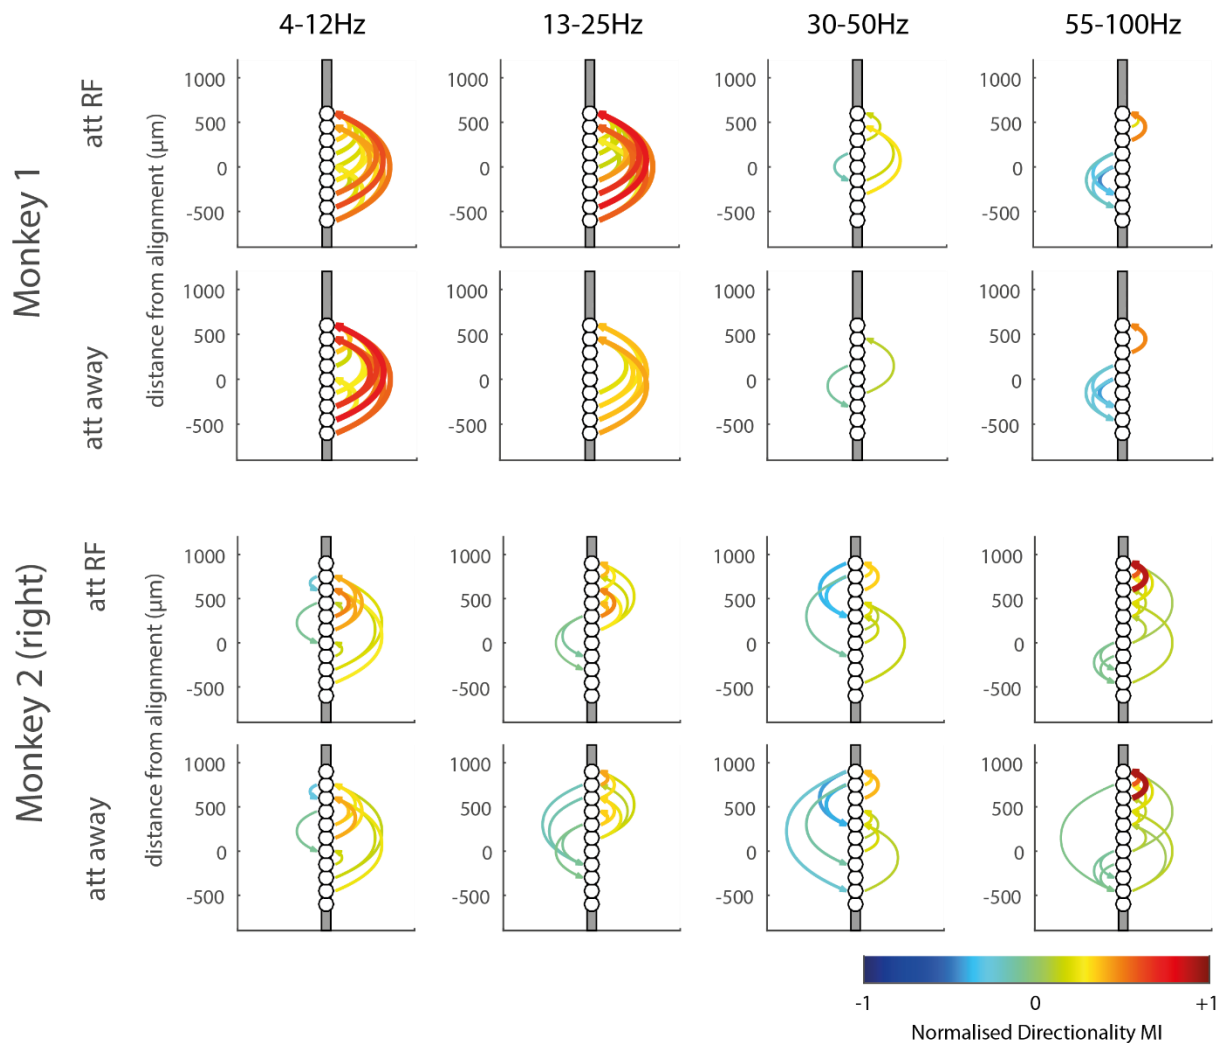 4-12Hz 13-25Hz 30-50Hz 55-100Hz
Monkey 1
att RF
distance from alignment (µm)
1000 1000 1000 1000
500 500 500 500
0 0 0 0
-500 -500 -500 -500
att away
1000 1000 1000 1000
500 500 500 500
0 0 0 0
-500 -500 -500 -500
Monkey 2 (right)
att RF
distance from alignment (µm)
1000 1000 1000 1000
500 500 500 500
0 0 0 0
-500 -500 -500 -500
att away
1000 1000 1000 1000
500 500 500 500
0 0 0 0
-500 -500 -500 -500
-1 0 +1
Normalised Directionality MI